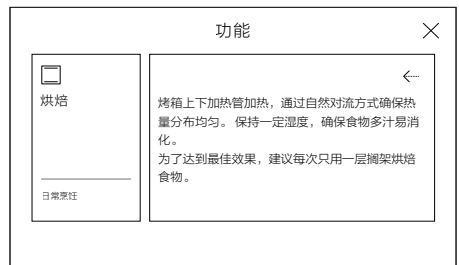 功能
烘焙
日常烹饪
烤箱上下加热管加热，通过自然对流方式确保热
量分布均匀。 保持一定湿度，确保食物多汁易消
化。
为了达到最佳效果，建议每次只用一层搁架烘焙
食物。